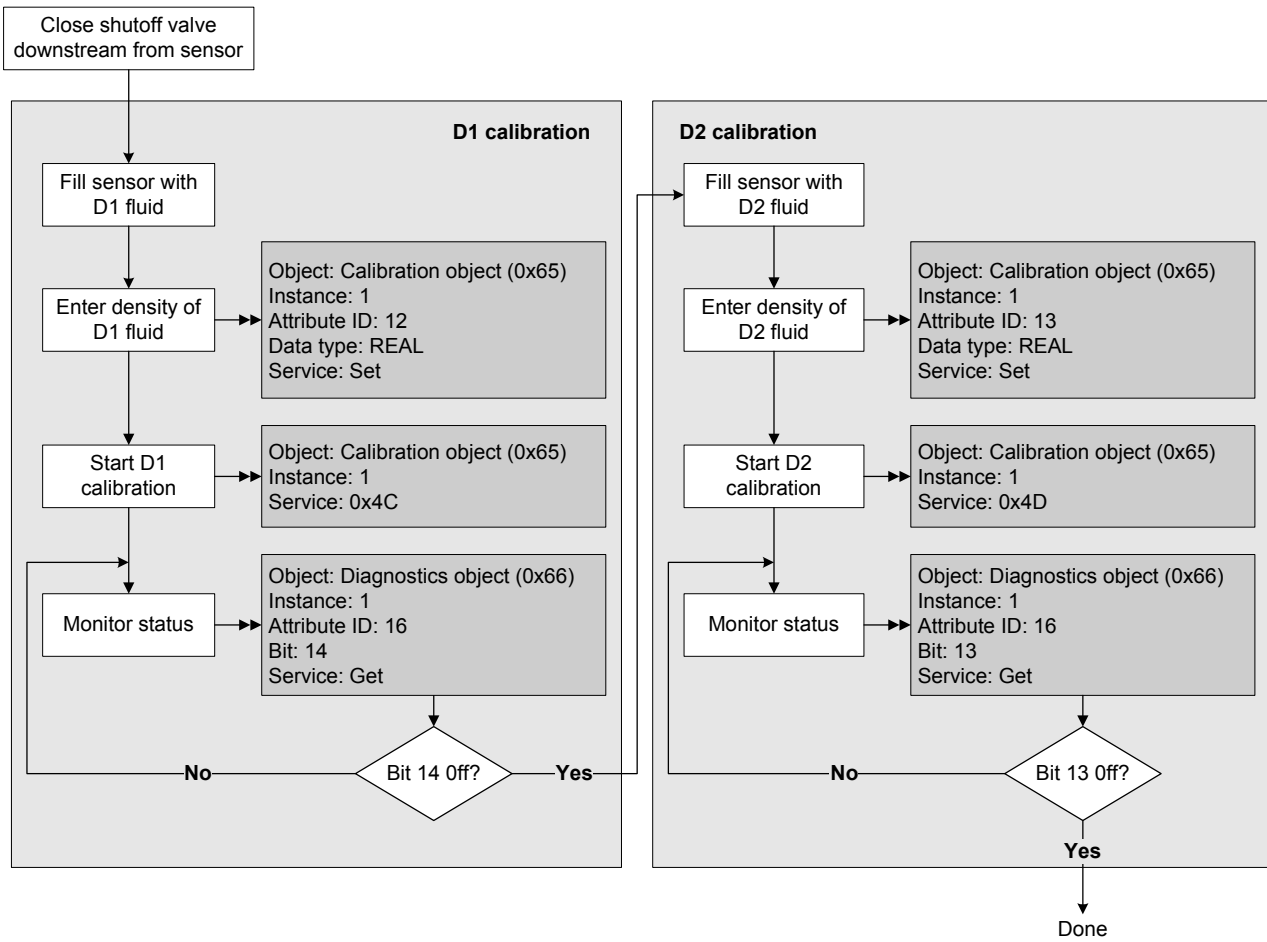 Close shutoff valve
downstream from sensor
D1 calibration
Fill sensor with
D1 fluid
Enter density of
D1 fluid
Object: Calibration object (0x65)
Instance: 1
Attribute ID: 12
Data type: REAL
Service: Set
Start D1
calibration
Object: Calibration object (0x65)
Instance: 1
Service: 0x4C
Monitor status
Object: Diagnostics object (0x66)
Instance: 1
Attribute ID: 16
Bit: 14
Service: Get
Bit 14 0ff?
No
Yes
D2 calibration
Fill sensor with
D2 fluid
Enter density of
D2 fluid
Object: Calibration object (0x65)
Instance: 1
Attribute ID: 13
Data type: REAL
Service: Set
Start D2
calibration
Object: Calibration object (0x65)
Instance: 1
Service: 0x4D
Monitor status
Object: Diagnostics object (0x66)
Instance: 1
Attribute ID: 16
Bit: 13
Service: Get
Bit 13 0ff?
No
Yes
Done